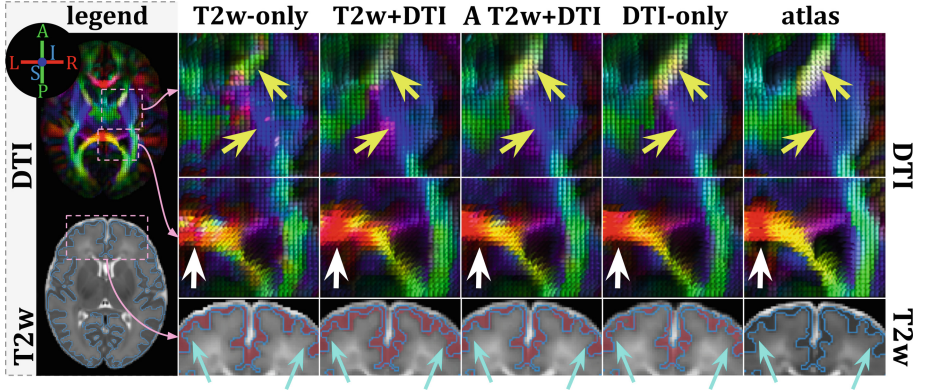 legend T2w-only T2w+DTI A T2w+DTI DTI-only atlas
A
L I R
S
P
DTI DTI
T2w T2w